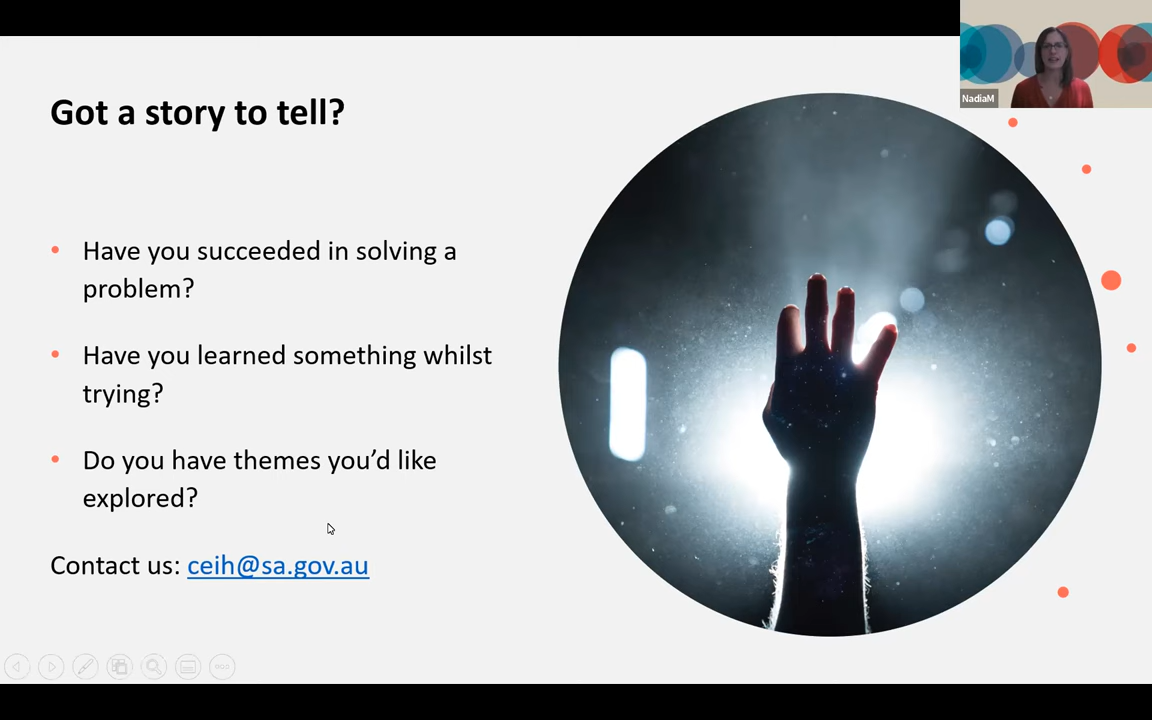 NadiaM
Got a story to tell?
• Have you succeeded in solving a
problem?
• Have you learned something whilst
trying?
• Do you have themes you'd like
explored?
Contact us: ceih@sa.gov.au